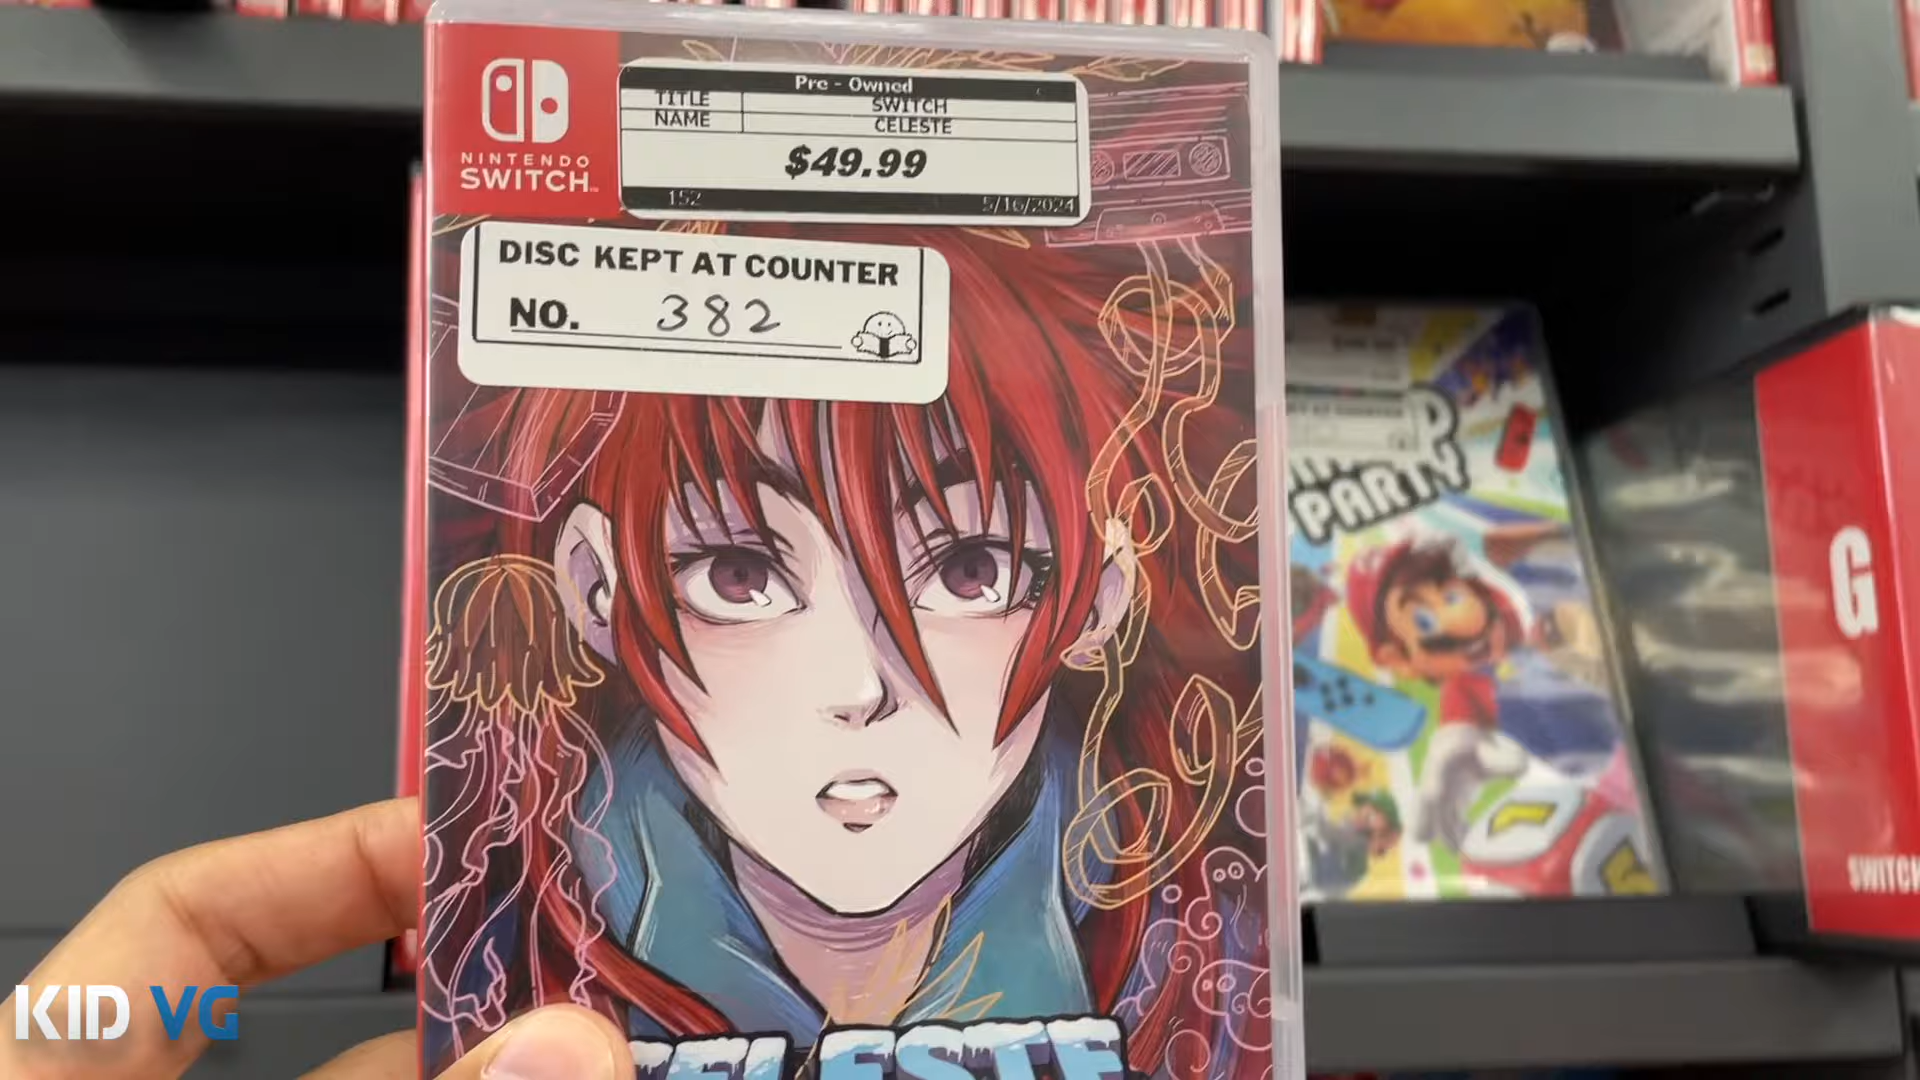 NINTENDO
SWITCH
Pre - Owned
TITLE SWITCH
NAME CELESTE
$49.99
152 5/16/2024
DISC KEPT AT COUNTER
NO. 382
CELESTE
PARTY
G
SWITCH
KID VG